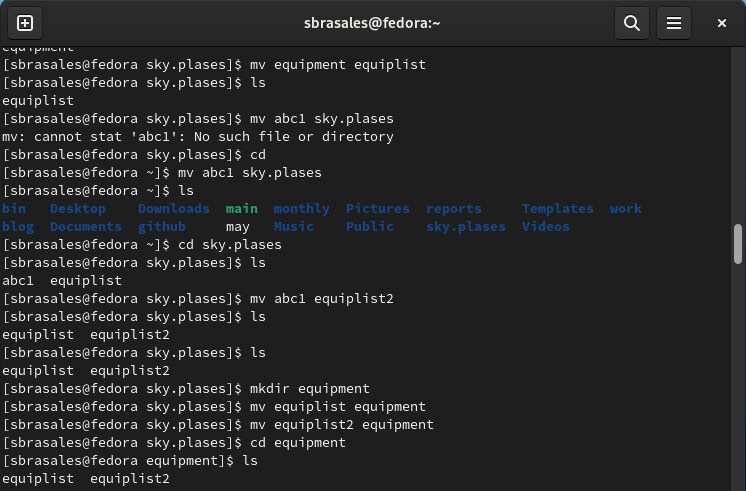 sbrasales@fedora:~
equipment
[sbrasales@fedora sky.plases]$ mv equipment equiplist
[sbrasales@fedora sky.plases]$ ls
equiplist
[sbrasales@fedora sky.plases]$ mv abc1 sky.plases
mv: cannot stat 'abc1': No such file or directory
[sbrasales@fedora sky.plases]$ cd
[sbrasales@fedora ~]$ mv abc1 sky.plases
[sbrasales@fedora ~]$ ls
bin Desktop Downloads main monthly Pictures reports Templates work
blog Documents github may Music Public sky.plases Videos
[sbrasales@fedora ~]$ cd sky.plases
[sbrasales@fedora sky.plases]$ ls
abc1 equiplist
[sbrasales@fedora sky.plases]$ mv abc1 equiplist2
[sbrasales@fedora sky.plases]$ ls
equiplist equiplist2
[sbrasales@fedora sky.plases]$ ls
equiplist equiplist2
[sbrasales@fedora sky.plases]$ mkdir equipment
[sbrasales@fedora sky.plases]$ mv equiplist equipment
[sbrasales@fedora sky.plases]$ mv equiplist2 equipment
[sbrasales@fedora sky.plases]$ cd equipment
[sbrasales@fedora equipment]$ ls
equiplist equiplist2